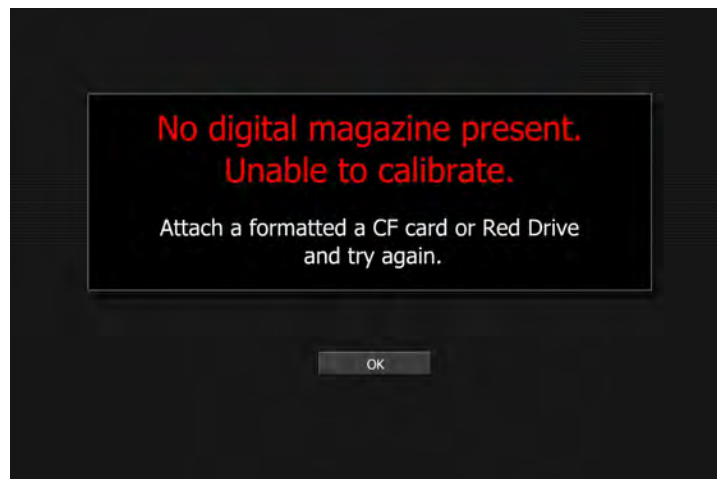 No digital magazine present.
Unable to calibrate.
Attach a formatted a CF card or Red Drive
and try again.
OK